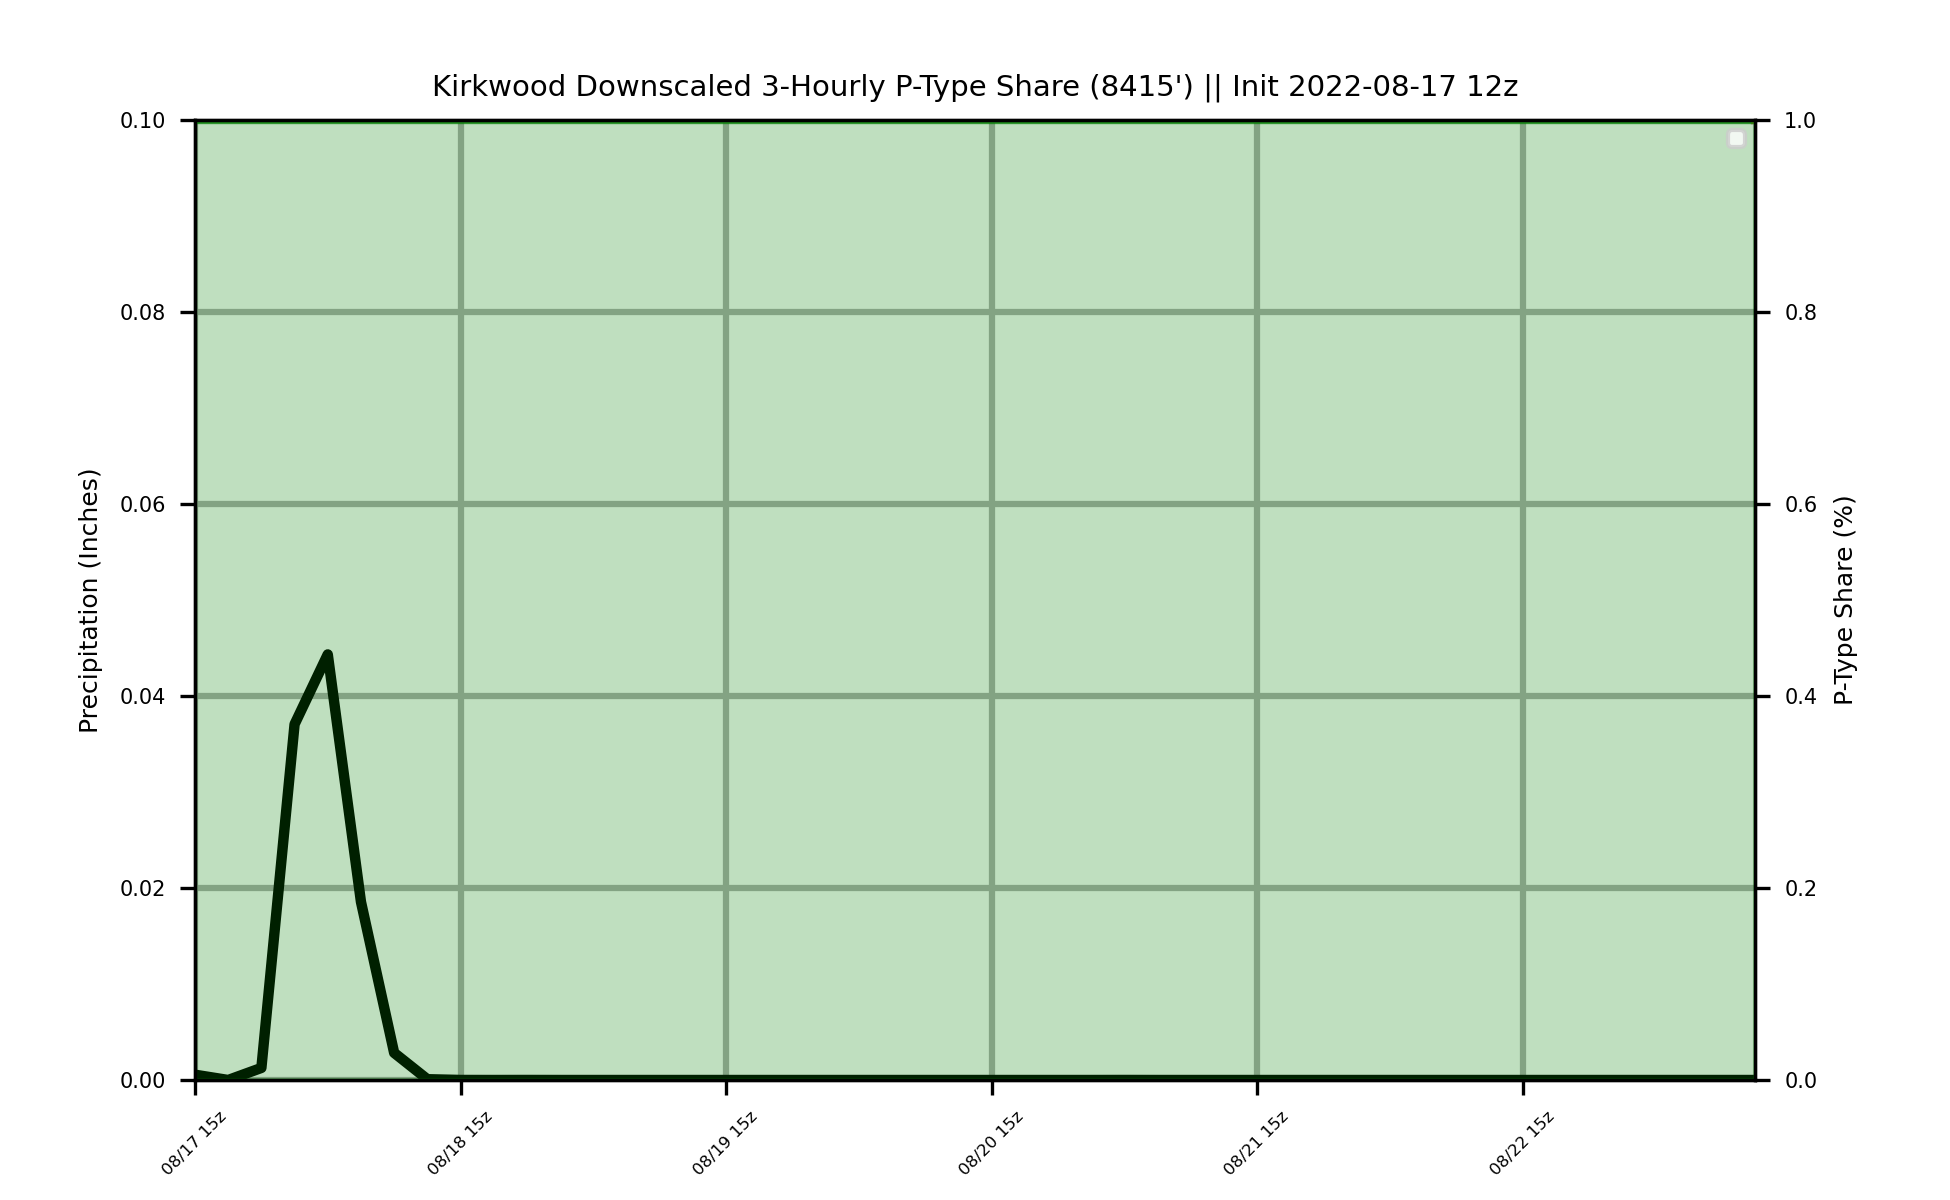 Kirkwood Downscaled 3-Hourly P-Type Share (8415') || Init 2022-08-17 12z
Precipitation (Inches)
0.10
0.08
0.06
0.04
0.02
0.00
1.0
0.8
0.6
0.4
0.2
0.0
P-Type Share (%)
08/17 15z
08/18 15z
08/19 15z
08/20 15z
08/21 15z
08/22 15z